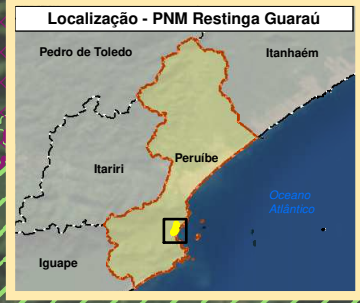 Localização - PNM Restinga Guaraú
Pedro de Toledo
Itanhaém
Itariri
Peruíbe
Oceano
Atlântico
Iguape